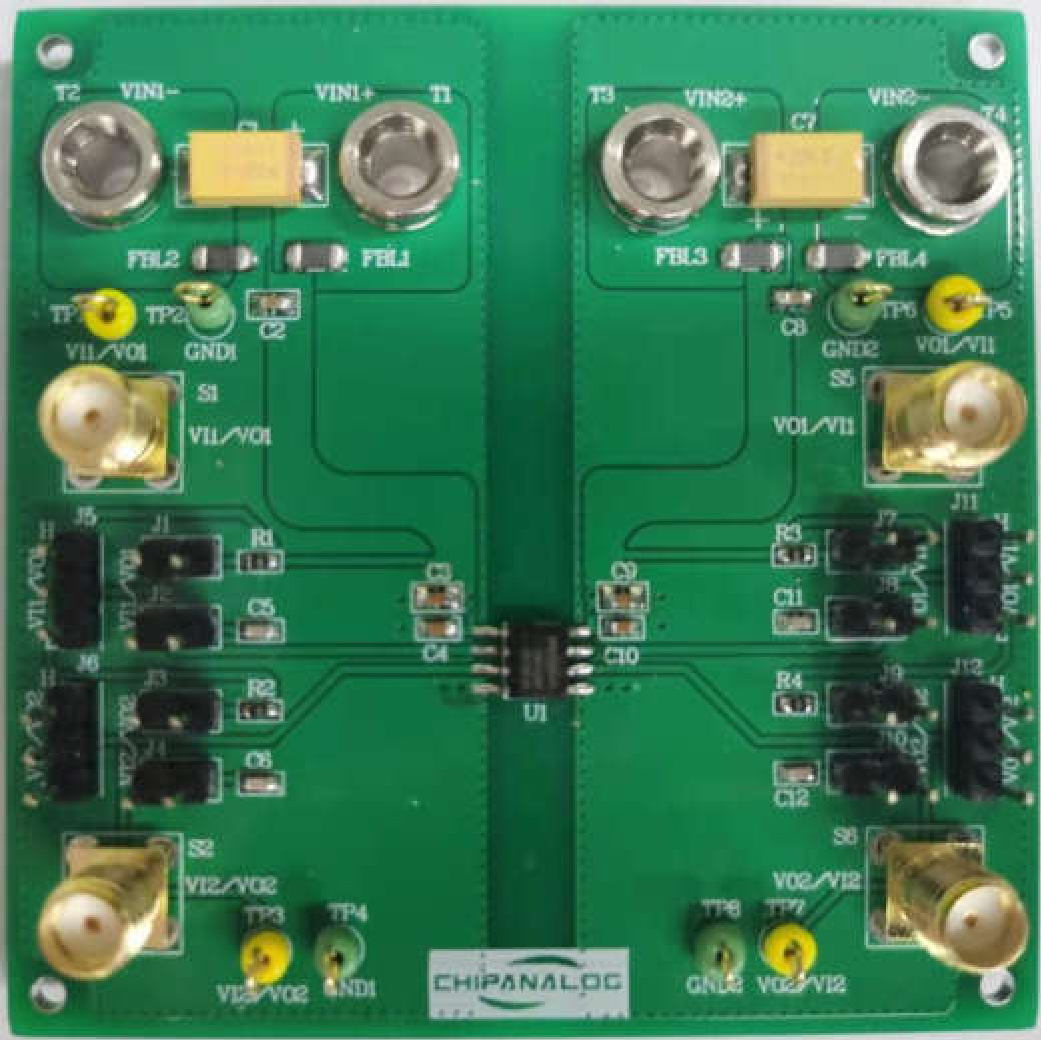 T2 VIN1- VIN1+ T1
T3 VIN2+ VIN2- T4
C7
+
+ −
FBL2 FBL1
FBL3 FBL4
TP2
TP6
C2 C8
VI1/VO1 GND1
GND2 VO1/VI1
S1 S5
VI1/VO1 VO1/VI1
J5 J1 R1
R3 J7 J11
C9
C5 C11 J8
C4 C10
J6
J3 R2
R4 J9 J12
U1
J4 C6
J10
C12
S2 S6
VI2/VO2 VO2/VI2
TP3 TP4
TP8 TP7
VI2/VO2 GND1
GND2 VO2/VI2
CHIPANALOG